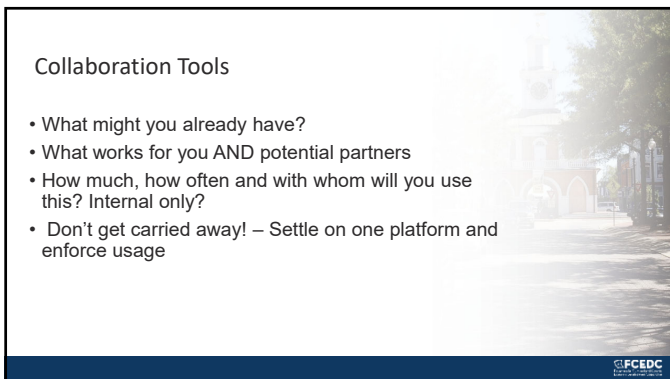 Collaboration Tools
• What might you already have?
• What works for you AND potential partners
• How much, how often and with whom will you use
this? Internal only?
• Don’t get carried away! – Settle on one platform and
enforce usage
FCEDC